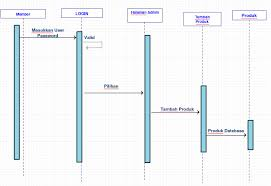 Member
LOGIN
Halaman Admin
Tambah
Produk
Produk
Masukkan User
Password
Valid
Pilihan
Tambah Produk
Produk Database